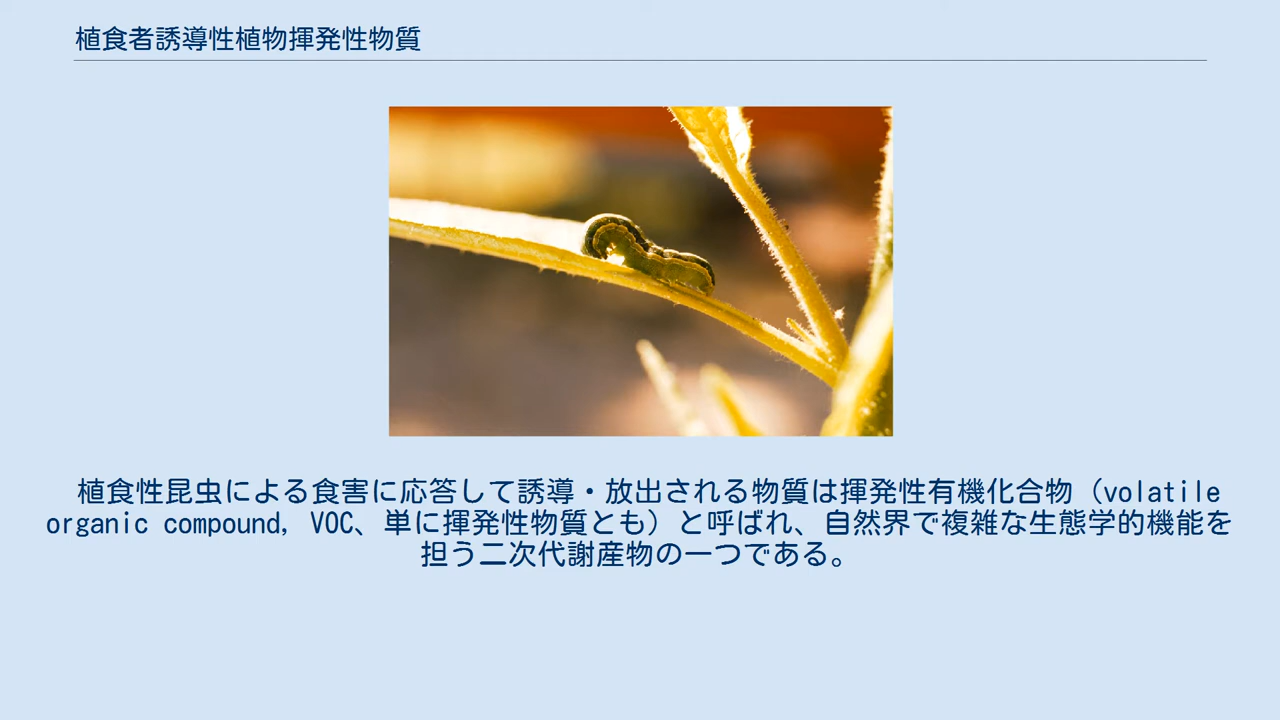 植食者誘導性植物揮発性物質
植食性昆虫による食害に応答して誘導・放出される物質は揮発性有機化合物（volatile
organic compound, VOC、単に揮発性物質とも）と呼ばれ、自然界で複雑な生態学的機能を
担う二次代謝産物の一つである。